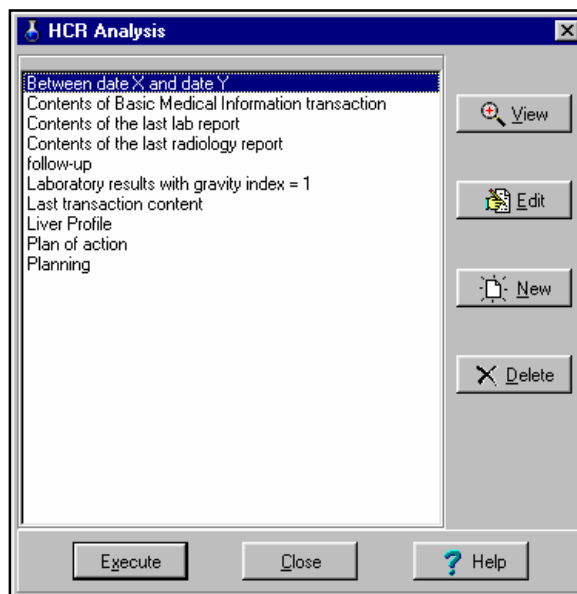 HCR Analysis
Between date X and date Y
Contents of Basic Medical Information transaction
Contents of the last lab report
Contents of the last radiology report
follow-up
Laboratory results with gravity index = 1
Last transaction content
Liver Profile
Plan of action
Planning
View
Edit
New
Delete
Execute
Close
? Help